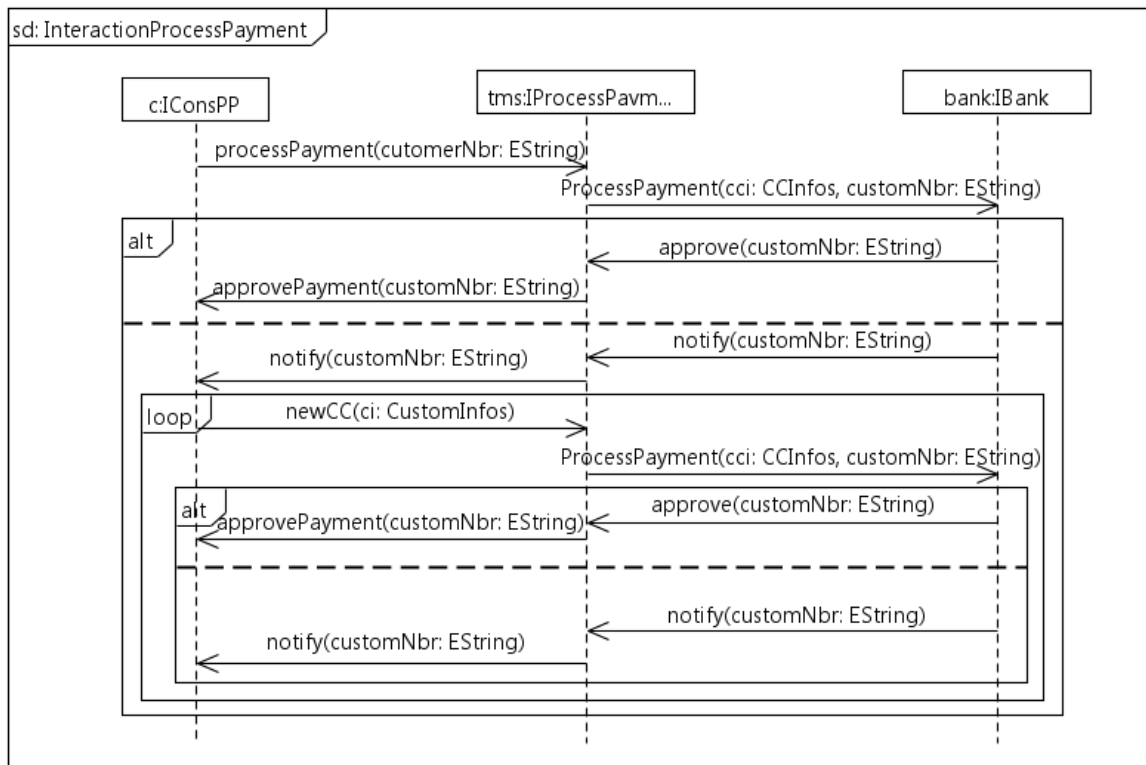 sd: InteractionProcessPayment
c:IConsPP
tms:IProcessPavm...
bank:IBank
processPayment(cutomerNbr: EString)
ProcessPayment(cci: CCInfos, customNbr: EString)
alt
approve(customNbr: EString)
approvePayment(customNbr: EString)
notify(customNbr: EString)
notify(customNbr: EString)
loop
newCC(ci: CustomInfos)
ProcessPayment(cci: CCInfos, customNbr: EString)
alt
approve(customNbr: EString)
approvePayment(customNbr: EString)
notify(customNbr: EString)
notify(customNbr: EString)